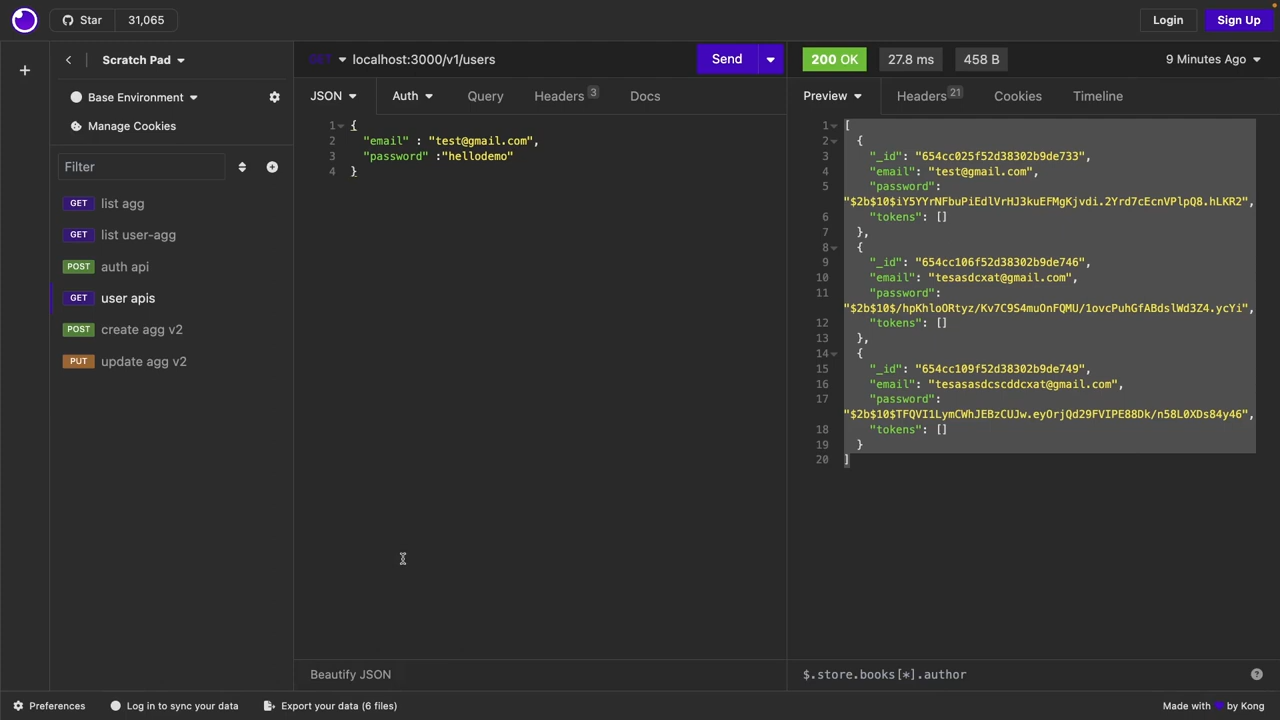 Star 31,065
Login Sign Up
Scratch Pad
GET localhost:3000/v1/users
Send
200 OK 27.8 ms 458 B 9 Minutes Ago
Base Environment
JSON Auth Query Headers 3 Docs
Preview Headers 21 Cookies Timeline
Manage Cookies
Filter
GET list agg
GET list user-agg
POST auth api
GET user apis
POST create agg v2
PUT update agg v2
1 {
2 "email" : "test@gmail.com",
3 "password" :"hellodemo"
4 }
1 [
2 {
3 "_id": "654cc025f52d38302b9de733",
4 "email": "test@gmail.com",
5 "password":
"$2b$10$iY5YYrNFbuPiEdlVrHJ3kuEFMgKjvdi.2Yrd7cEcnVPlpQ8.hLKR2",
6 "tokens": []
7 },
8 {
9 "_id": "654cc106f52d38302b9de746",
10 "email": "tesasdcxat@gmail.com",
11 "password":
"$2b$10$/hpKhloORtyz/Kv7C9S4muOnFQMU/1ovcPuhGfABdslWd3Z4.ycYi",
12 "tokens": []
13 },
14 {
15 "_id": "654cc109f52d38302b9de749",
16 "email": "tesasasdcscddcxat@gmail.com",
17 "password":
"$2b$10$TFQVI1LymCWhJEBzCUJw.eyOrjQd29FVIPE88Dk/n58L0XDs84y46",
18 "tokens": []
19 }
20 ]
Beautify JSON
$.store.books[*].author
Preferences Log in to sync your data Export your data (6 files)
Made with by Kong